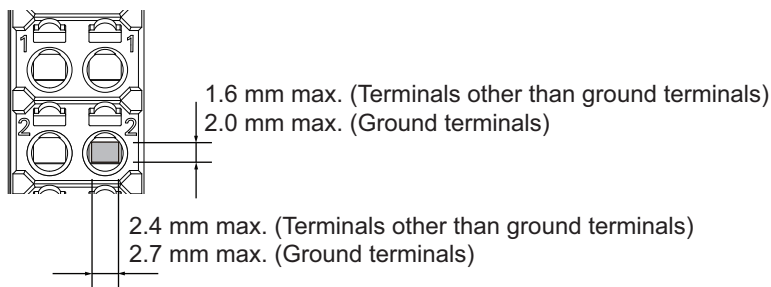 1 1
1.6 mm max. (Terminals other than ground terminals)
2.0 mm max. (Ground terminals)
2 2
2.4 mm max. (Terminals other than ground terminals)
2.7 mm max. (Ground terminals)